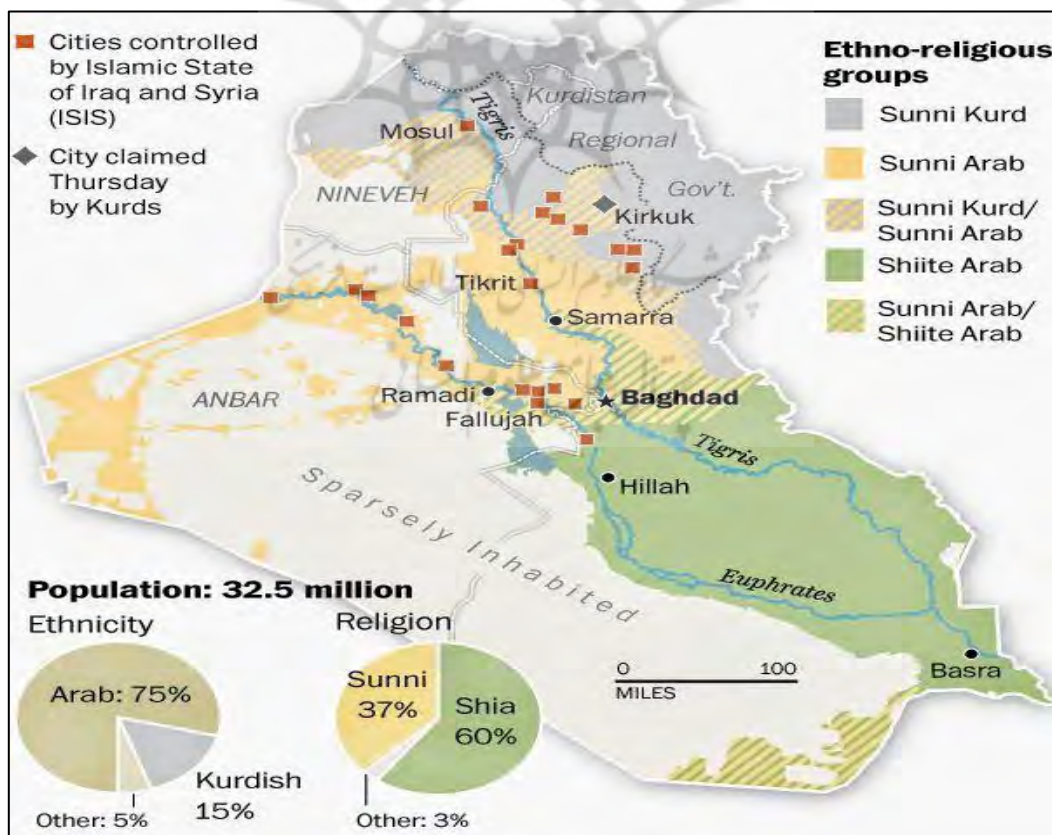 Cities controlled
by Islamic State
of Iraq and Syria
(ISIS)
City claimed
Thursday
by Kurds
Ethno-religious
groups
Sunni Kurd
Sunni Arab
Sunni Kurd/
Sunni Arab
Shiite Arab
Sunni Arab/
Shiite Arab
Kurdistan
Regional
Gov't.
Tigris
Mosul
NINEVEH
Kirkuk
Tikrit
Samarra
ANBAR
Ramadi
Fallujah
Baghdad
Tigris
Hillah
Sparsely Inhabited
Euphrates
Basra
0 100
MILES
Population: 32.5 million
Ethnicity
Arab: 75%
Kurdish
15%
Other: 5%
Religion
Sunni
37%
Shia
60%
Other: 3%